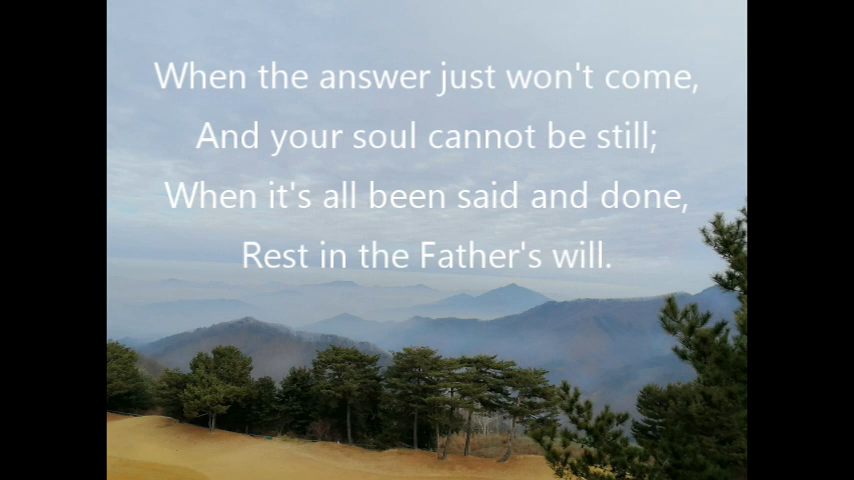 When the answer just won't come,
And your soul cannot be still;
When it's all been said and done,
Rest in the Father's will.